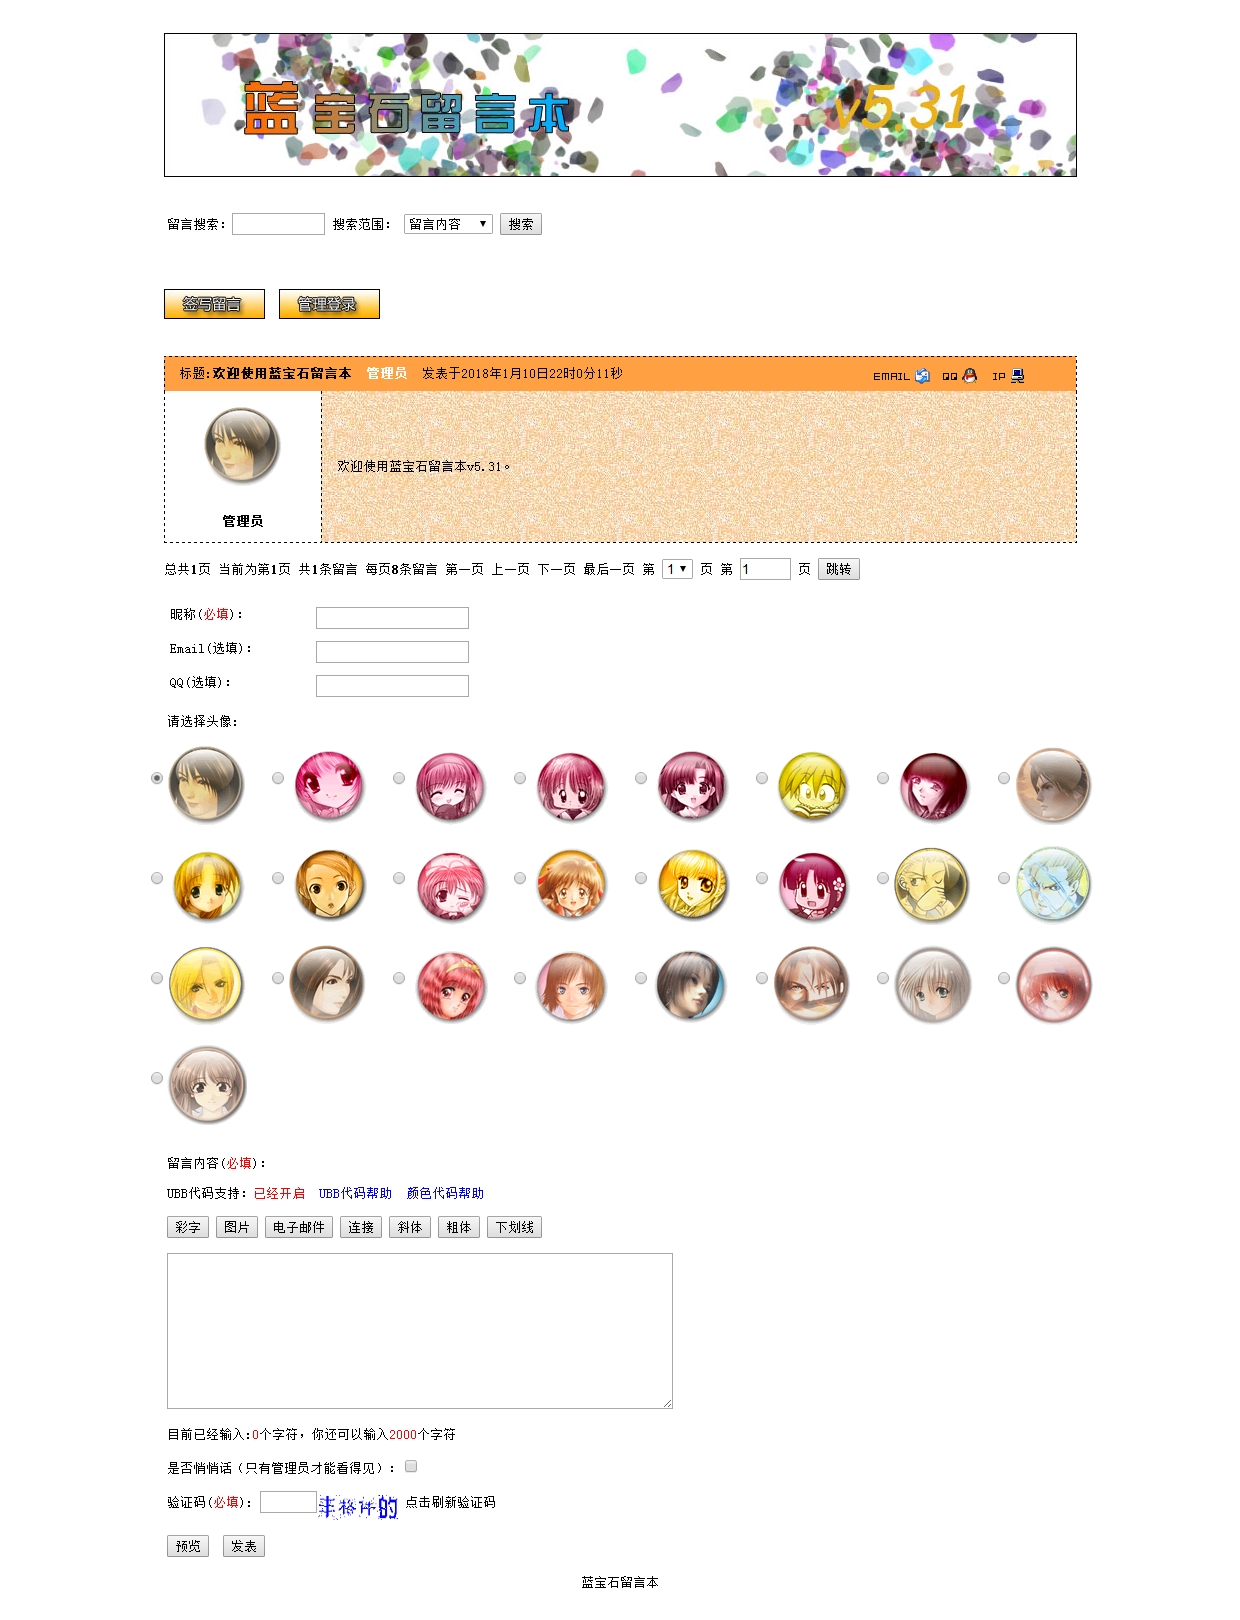 蓝宝石留言本 v5.31
留言搜索： 搜索范围： 留言内容 搜索
签写留言 管理登录
标题:欢迎使用蓝宝石留言本 管理员 发表于2018年1月10日22时0分11秒 EMAIL QQ IP
欢迎使用蓝宝石留言本v5.31。
管理员
总共1页 当前为第1页 共1条留言 每页8条留言 第一页 上一页 下一页 最后一页 第 1 页 第 1 页 跳转
昵称(必填)：
Email(选填)：
QQ(选填)：
请选择头像：
留言内容(必填)：
UBB代码支持：已经开启 UBB代码帮助 颜色代码帮助
彩字 图片 电子邮件 连接 斜体 粗体 下划线
目前已经输入:0个字符，你还可以输入2000个字符
是否悄悄话（只有管理员才能看得见）：
验证码(必填)： 点击刷新验证码
预览 发表
蓝宝石留言本